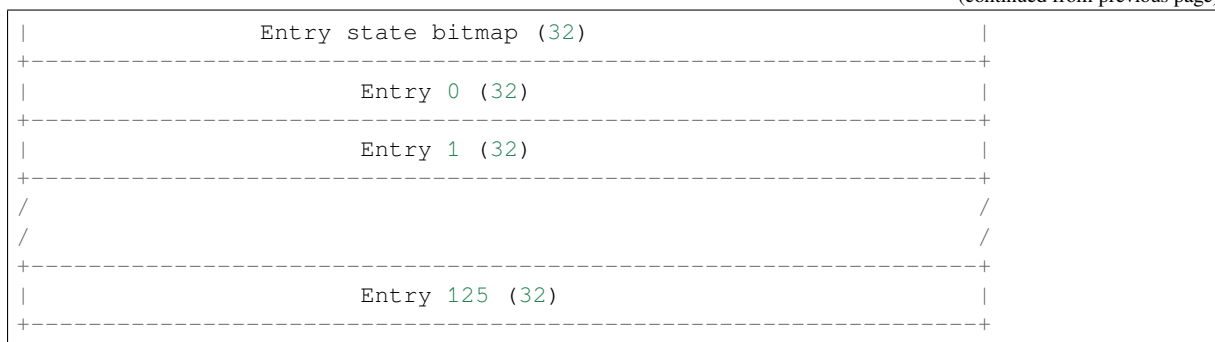 (continued from previous page)
|                Entry state bitmap (32)                           |
+------------------------------------------------------------------+
|                       Entry 0 (32)                               |
+------------------------------------------------------------------+
|                       Entry 1 (32)                               |
+------------------------------------------------------------------+
/                                                                  /
/                                                                  /
+------------------------------------------------------------------+
|                       Entry 125 (32)                             |
+------------------------------------------------------------------+